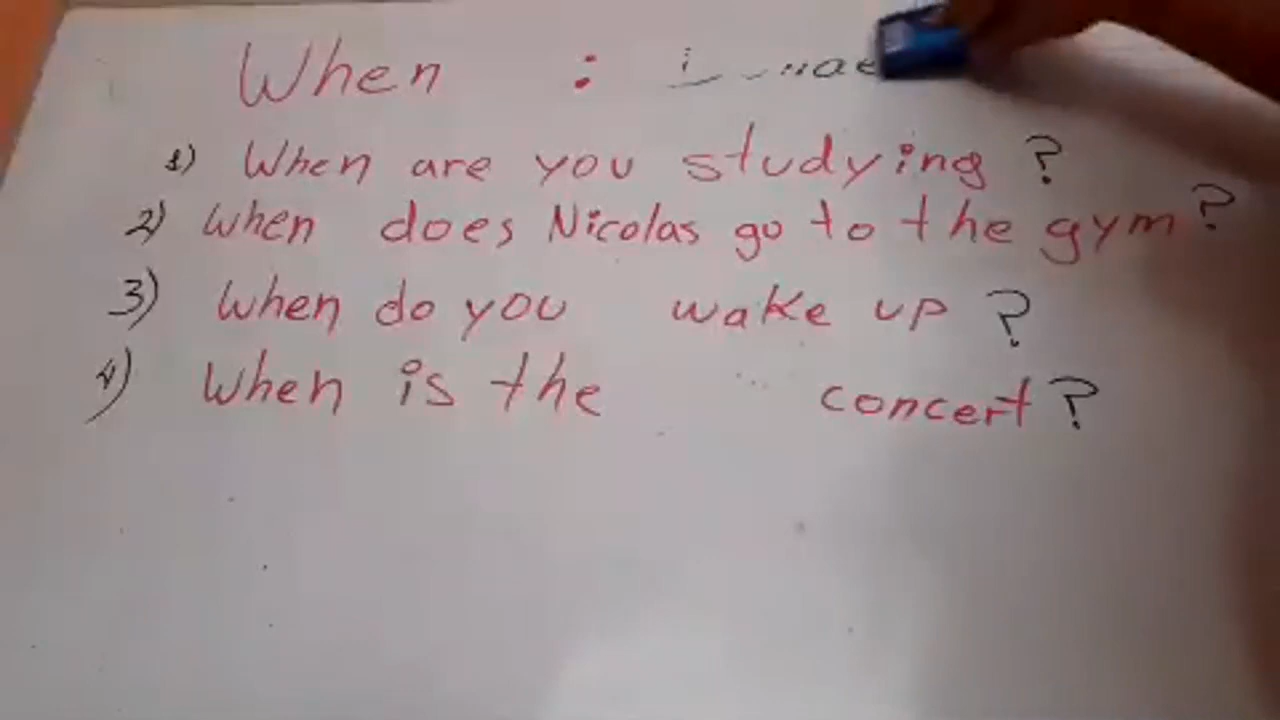 When :
1) When are you studying ?
2) When does Nicolas go to the gym ?
3) When do you wake up ?
4) When is the concert ?